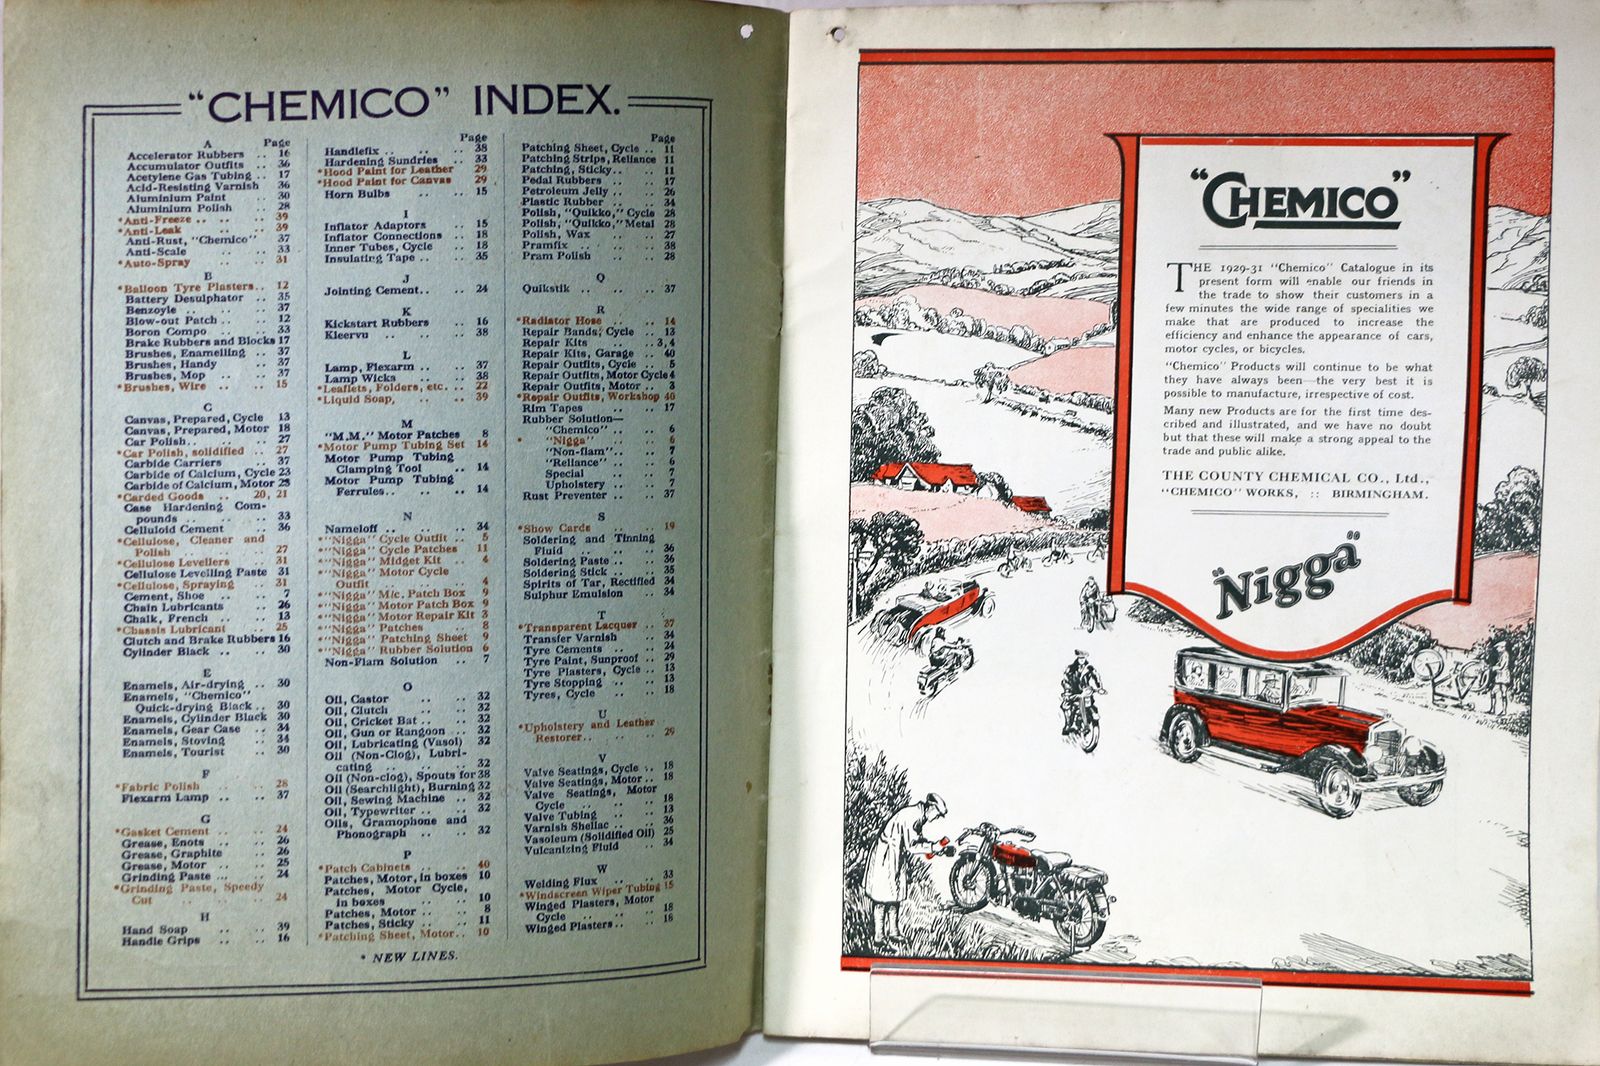 "CHEMICO" INDEX.
A Page
Accelerator Rubbers .. 16
Accumulator Outfits .. 36
Acetylene Gas Tubing .. 17
Acid-Resisting Varnish 36
Aluminium Paint .. 30
Aluminium Polish .. 28
*Anti-Freeze .. .. .. 39
*Anti-Leak .. .. 39
Anti-Rust, "Chemico" 37
Anti-Scale .. .. 33
*Auto-Spray .. .. 31
B
*Balloon Tyre Plasters.. 12
Battery Desulphator .. 35
Benzoyle .. .. .. 37
Blow-out Patch .. .. 12
Boron Compo .. .. 33
Brake Rubbers and Blocks 17
Brushes, Enamelling .. 37
Brushes, Handy .. 37
Brushes, Mop .. .. 37
*Brushes, Wire .. .. 15
C
Canvas, Prepared, Cycle 13
Canvas, Prepared, Motor 18
Car Polish.. .. .. 27
*Car Polish, solidified .. 27
Carbide Carriers .. 37
Carbide of Calcium, Cycle 23
Carbide of Calcium, Motor 23
*Carded Goods .. 20, 21
Case Hardening Com-
pounds .. .. .. 33
Celluloid Cement .. 36
*Cellulose, Cleaner and
Polish .. .. .. 27
*Cellulose Levellers .. 31
Cellulose Levelling Paste 31
*Cellulose, Spraying .. 31
Cement, Shoe .. .. 7
Chain Lubricants .. 26
Chalk, French .. .. 13
*Chassis Lubricant .. 25
Clutch and Brake Rubbers 16
Cylinder Black .. .. 30
E
Enamels, Air-drying .. 30
Enamels, "Chemico"
Quick-drying Black .. 30
Enamels, Cylinder Black 30
Enamels, Gear Case .. 34
Enamels, Stoving .. 34
Enamels, Tourist .. 30
F
*Fabric Polish .. .. 28
Flexarm Lamp .. .. 37
G
*Gasket Cement .. .. 24
Grease, Enots .. .. 26
Grease, Graphite .. 26
Grease, Motor .. .. 25
Grinding Paste .. .. 24
*Grinding Paste, Speedy
Cut .. .. .. 24
H
Hand Soap .. .. 39
Handle Grips .. .. 16
Page
Handlefix .. .. .. 38
Hardening Sundries .. 33
*Hood Paint for Leather 29
*Hood Paint for Canvas 29
Horn Bulbs .. .. 15
I
Inflator Adaptors .. 15
Inflator Connections .. 18
Inner Tubes, Cycle .. 18
Insulating Tape .. .. 35
J
Jointing Cement.. .. 24
K
Kickstart Rubbers .. 16
Kleervu .. .. .. 38
L
Lamp, Flexarm .. .. 37
Lamp Wicks .. .. 38
*Leaflets, Folders, etc. .. 22
*Liquid Soap, .. .. 39
M
"M.M." Motor Patches 8
*Motor Pump Tubing Set 14
Motor Pump Tubing
Clamping Tool .. 14
Motor Pump Tubing
Ferrules.. .. .. 14
N
Nameloff .. .. .. 34
*"Nigga" Cycle Outfit .. 5
*"Nigga" Cycle Patches 11
*"Nigga" Midget Kit .. 4
*"Nigga" Motor Cycle
Outfit .. .. .. 4
*"Nigga" M/c. Patch Box 9
*"Nigga" Motor Patch Box 9
*"Nigga" Motor Repair Kit 3
*"Nigga" Patches .. 8
*"Nigga" Patching Sheet 9
*"Nigga" Rubber Solution 6
Non-Flam Solution .. 7
O
Oil, Castor .. .. 32
Oil, Clutch .. .. 32
Oil, Cricket Bat .. .. 32
Oil, Gun or Rangoon .. 32
Oil, Lubricating (Vasol) 32
Oil (Non-Clog), Lubri-
cating .. .. .. 32
Oil (Non-clog), Spouts for 38
Oil (Searchlight), Burning 32
Oil, Sewing Machine .. 32
Oil, Typewriter .. .. 32
Oils, Gramophone and
Phonograph .. .. 32
P
*Patch Cabinets .. .. 40
Patches, Motor, in boxes 10
Patches, Motor Cycle,
in boxes .. .. 10
Patches, Motor .. .. 8
Patches, Sticky .. .. 11
*Patching Sheet, Motor.. 10
Page
Patching Sheet, Cycle .. 11
Patching Strips, Reliance 11
Patching, Sticky.. .. 11
Pedal Rubbers .. .. 17
Petroleum Jelly .. .. 26
Plastic Rubber .. .. 34
Polish, "Quikko," Cycle 28
Polish, "Quikko," Metal 28
Polish, Wax .. .. 27
Pramfix .. .. .. 38
Pram Polish .. .. 28
Q
Quikstik .. .. .. 37
R
*Radiator Hose .. .. 14
Repair Bands, Cycle .. 13
Repair Kits .. .. 3, 4
Repair Kits, Garage .. 40
Repair Outfits, Cycle .. 5
Repair Outfits, Motor Cycle 4
Repair Outfits, Motor .. 3
*Repair Outfits, Workshop 40
Rim Tapes .. .. 17
Rubber Solution—
"Chemico" .. .. 6
* "Nigga" .. .. 6
"Non-flam" .. .. 7
"Reliance" .. .. 6
Special .. .. 7
Upholstery .. .. 7
Rust Preventer .. .. 37
S
*Show Cards .. .. 19
Soldering and Tinning
Fluid .. .. .. 36
Soldering Paste .. .. 36
Soldering Stick .. .. 35
Spirits of Tar, Rectified 34
Sulphur Emulsion .. 34
T
*Transparent Lacquer .. 37
Transfer Varnish .. 34
Tyre Cements .. .. 24
Tyre Paint, Sunproof .. 29
Tyre Plasters, Cycle .. 13
Tyre Stopping .. .. 13
Tyres, Cycle .. .. 18
U
*Upholstery and Leather
Restorer.. .. .. 29
V
Valve Seatings, Cycle .. 18
Valve Seatings, Motor .. 18
Valve Seatings, Motor
Cycle .. .. .. 18
Valve Tubing .. .. 13
Varnish Shellac .. .. 36
Vasoleum (Solidified Oil) 25
Vulcanizing Fluid .. 34
W
Welding Flux .. .. 33
*Windscreen Wiper Tubing 15
Winged Plasters, Motor
Cycle .. .. .. 18
Winged Plasters.. .. 18
* NEW LINES.
"CHEMICO"
THE 1929-31 "Chemico" Catalogue in its
present form will enable our friends in
the trade to show their customers in a
few minutes the wide range of specialities we
make that are produced to increase the
efficiency and enhance the appearance of cars,
motor cycles, or bicycles.
"Chemico" Products will continue to be what
they have always been—the very best it is
possible to manufacture, irrespective of cost.
Many new Products are for the first time des-
cribed and illustrated, and we have no doubt
but that these will make a strong appeal to the
trade and public alike.
THE COUNTY CHEMICAL CO., Ltd.,
"CHEMICO" WORKS, :: BIRMINGHAM.
"Nigga"